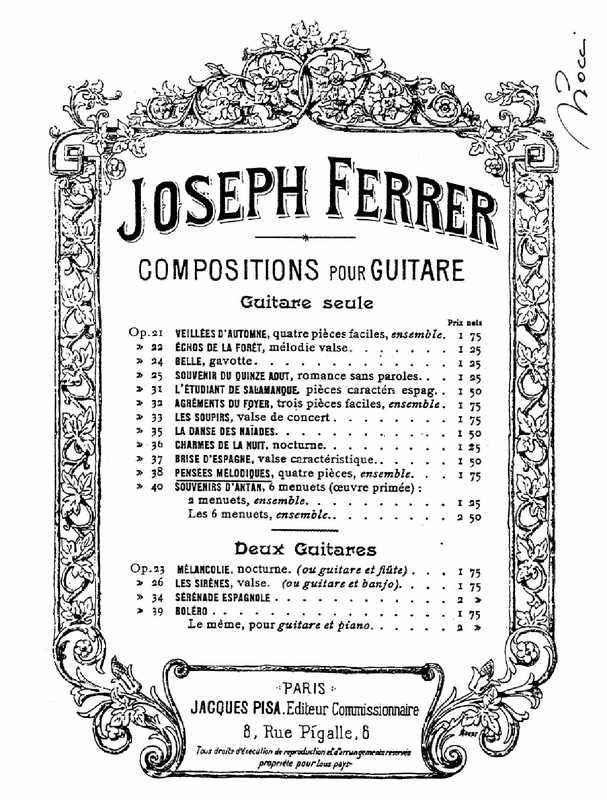 JOSEPH FERRER
COMPOSITIONS POUR GUITARE
Guitare seule
Prix nets
Op. 21 VEILLÉES D'AUTOMNE, quatre pièces faciles, ensemble. 1 75
» 22 ÉCHOS DE LA FORÊT, mélodie valse. . . . . . . 1 25
» 24 BELLE, gavotte. . . . . . . . . . . . . . 1 25
» 25 SOUVENIR DU QUINZE AOUT, romance sans paroles. . . 1 25
» 31 L'ÉTUDIANT DE SALAMANQUE, pièces caractén espag. . 1 50
» 32 AGRÉMENTS DU FOYER, trois pièces faciles, ensemble. 1 75
» 33 LES SOUPIRS, valse de concert . . . . . . . . 1 75
» 35 LA DANSE DES NAÏADES. . . . . . . . . . . 1 50
» 36 CHARMES DE LA NUIT, nocturne. . . . . . . . 1 25
» 37 BRISE D'ESPAGNE, valse caractéristique. . . . . . 1 50
» 38 PENSÉES MÉLODIQUES, quatre pièces, ensemble. . . . 1 75
» 40 SOUVENIRS D'ANTAN, 6 menuets (œuvre primée) :
2 menuets, ensemble. . . . . . . . . . 1 25
Les 6 menuets, ensemble. . . . . . . . . 2 50
Deux Guitares
Op. 23 MÉLANCOLIE, nocturne. (ou guitare et flûte) . . . . 1 75
» 26 LES SIRÈNES, valse. (ou guitare et banjo). . . . . 1 75
» 34 SÉRÉNADE ESPAGNOLE . . . . . . . . . . . 2 »
» 39 BOLÉRO . . . . . . . . . . . . . . . . 1 75
Le même, pour guitare et piano. . . . . . 2 »
PARIS
JACQUES PISA. Editeur Commissionnaire
8, Rue Pigalle, 8
Tous droits d'exécution de reproduction et d'arrangements reservés
propriété pour tous pays